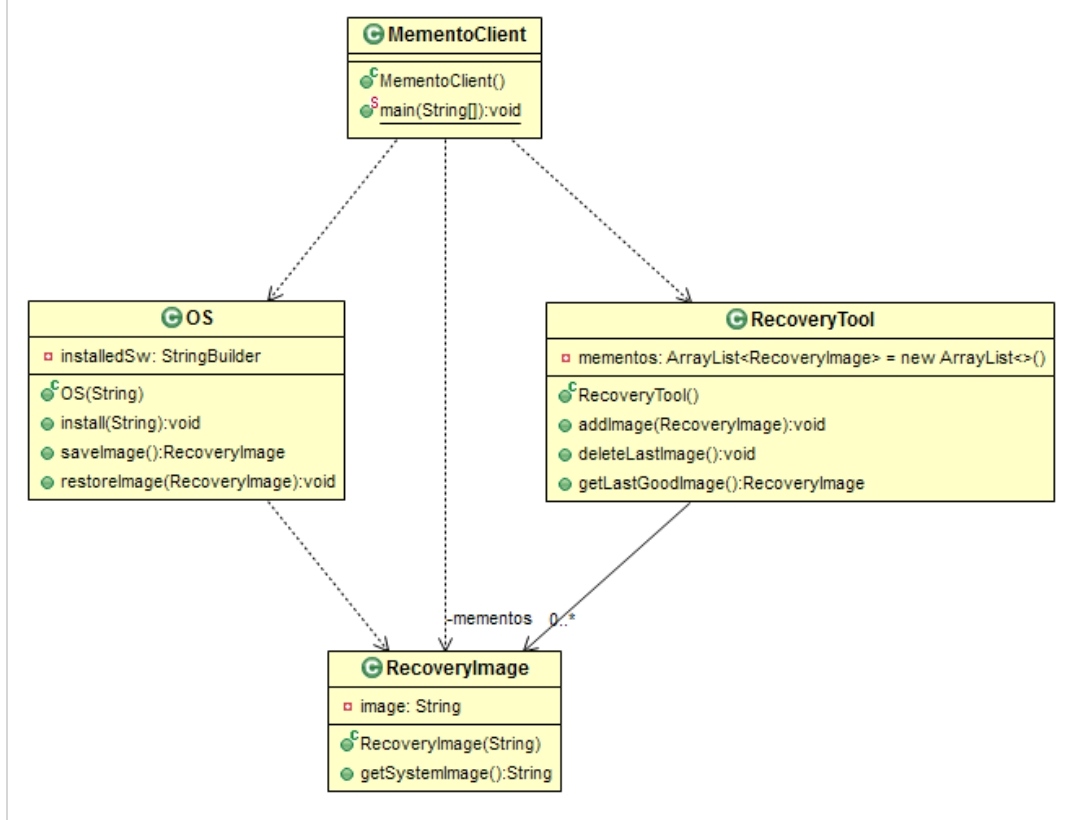 MementoClient
MementoClient()
main(String[]):void
OS
installedSw: StringBuilder
OS(String)
install(String):void
saveImage():RecoveryImage
restoreImage(RecoveryImage):void
RecoveryTool
mementos: ArrayList<RecoveryImage> = new ArrayList<>()
RecoveryTool()
addImage(RecoveryImage):void
deleteLastImage():void
getLastGoodImage():RecoveryImage
-mementos 0..*
RecoveryImage
image: String
RecoveryImage(String)
getSystemImage():String